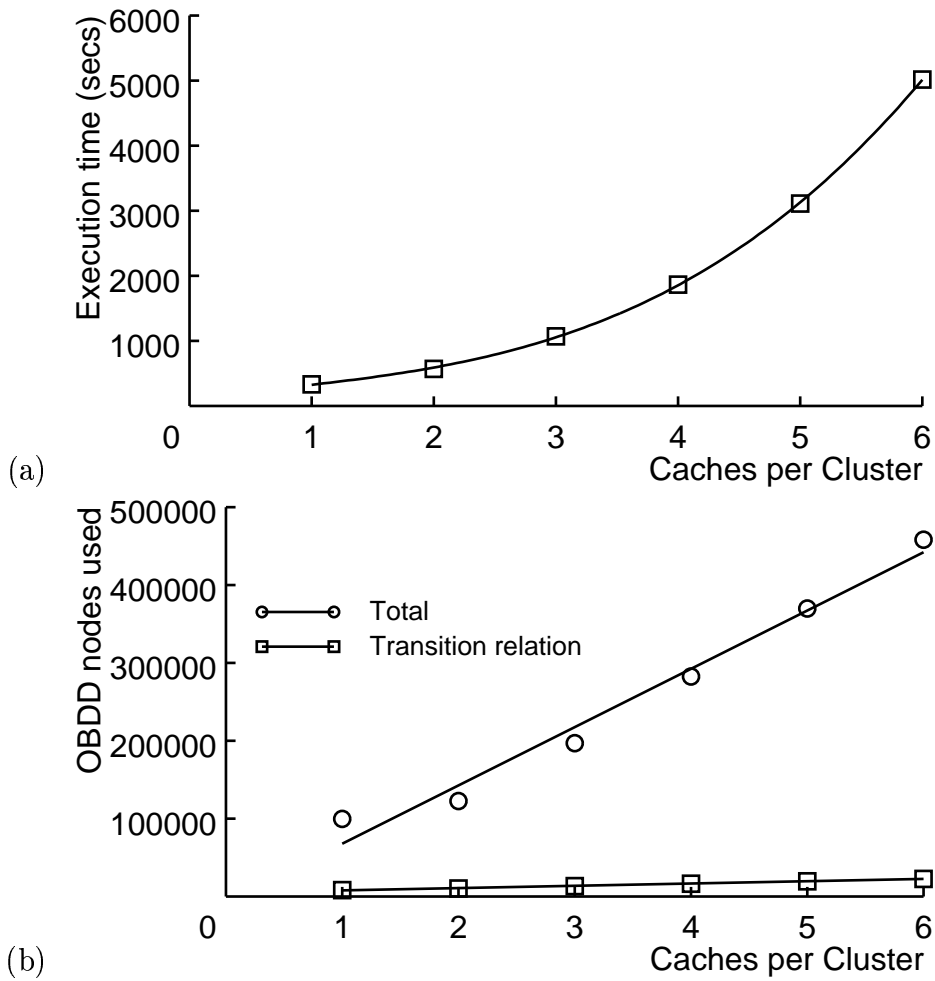 6000
5000
4000
3000
2000
1000
Execution time (secs)
0
1 2 3 4 5 6
Caches per Cluster
(a)
500000
400000
300000
200000
100000
OBDD nodes used
Total
Transition relation
0
1 2 3 4 5 6
Caches per Cluster
(b)